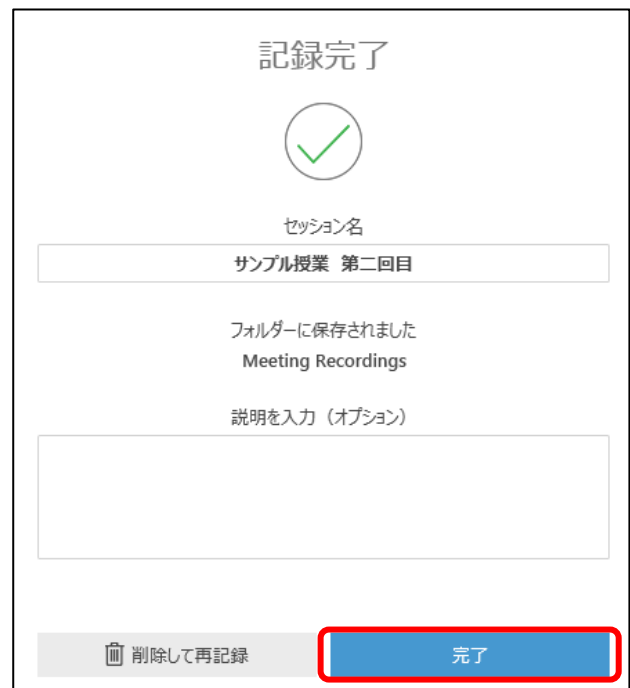 記録完了
セッション名
サンプル授業 第二回目
フォルダーに保存されました
Meeting Recordings
説明を入力（オプション）
削除して再記録
完了